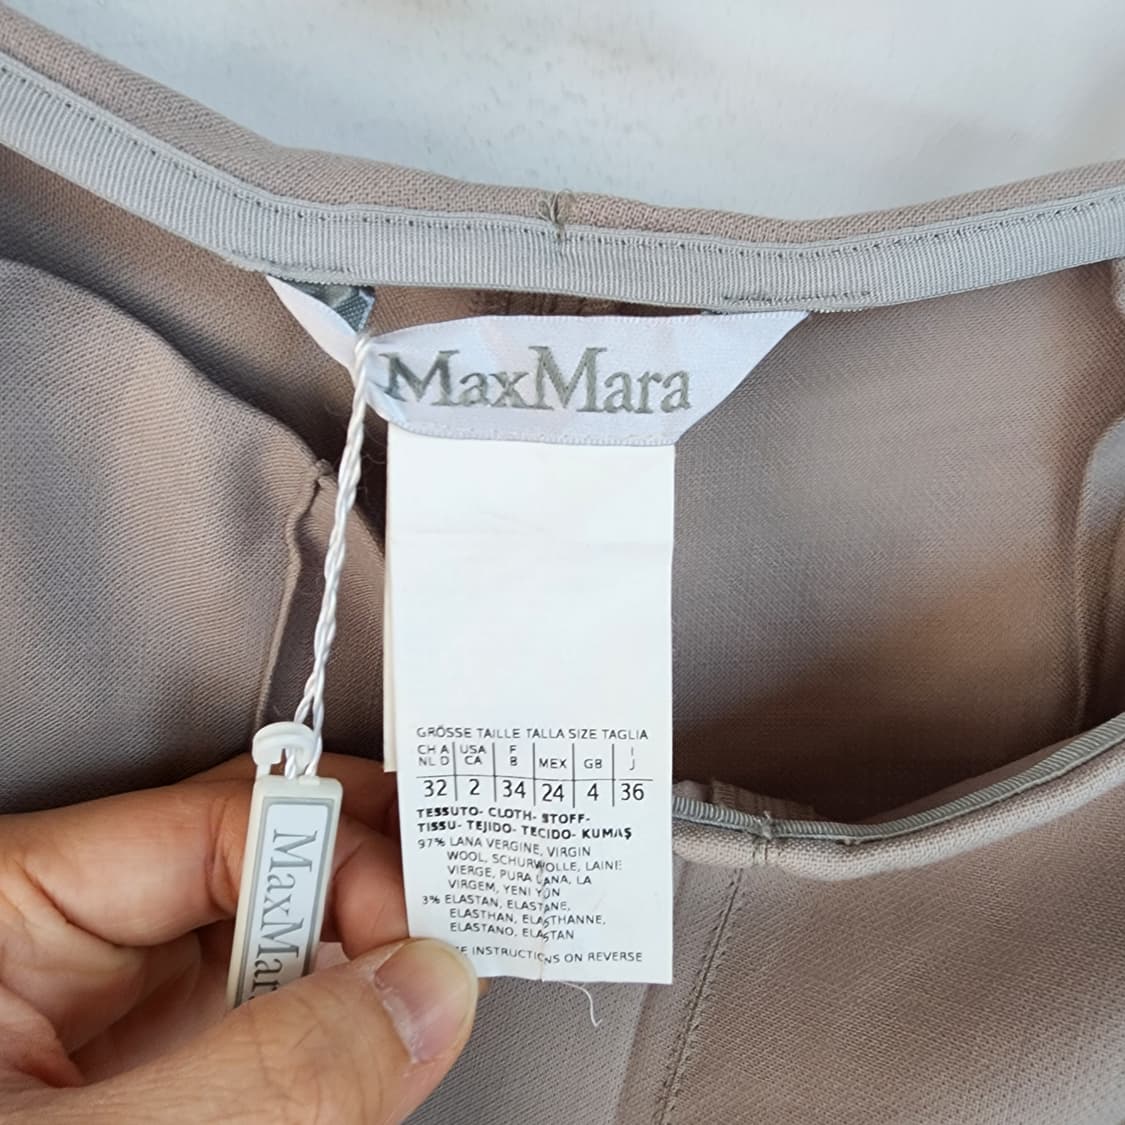 MaxMara
GRÖSSE TAILLE TALLA SIZE TAGLIA
CH A USA F MEX GB I
NL D CA B J
32 2 34 24 4 36
TESSUTO- CLOTH- STOFF-
TISSU- TEJIDO- TECIDO- KUMAŞ
97% LANA VERGINE, VIRGIN
WOOL, SCHURWOLLE, LAINE
VIERGE, PURA LANA, LA
VIRGEM, YENI YÜN
3% ELASTAN, ELASTANE,
ELASTHAN, ELASTHANNE,
ELASTANO, ELASTAN
INSTRUCTIONS ON REVERSE
MaxMara